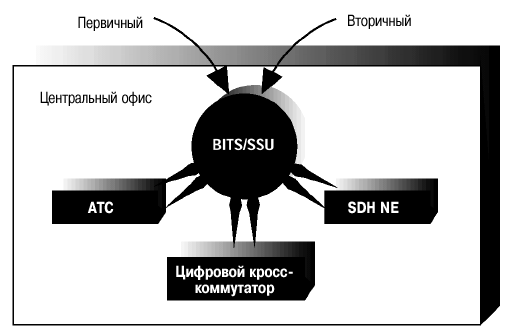 Первичный
Вторичный
Центральный офис
BITS/SSU
АТС
SDH NE
Цифровой кросс-
коммутатор